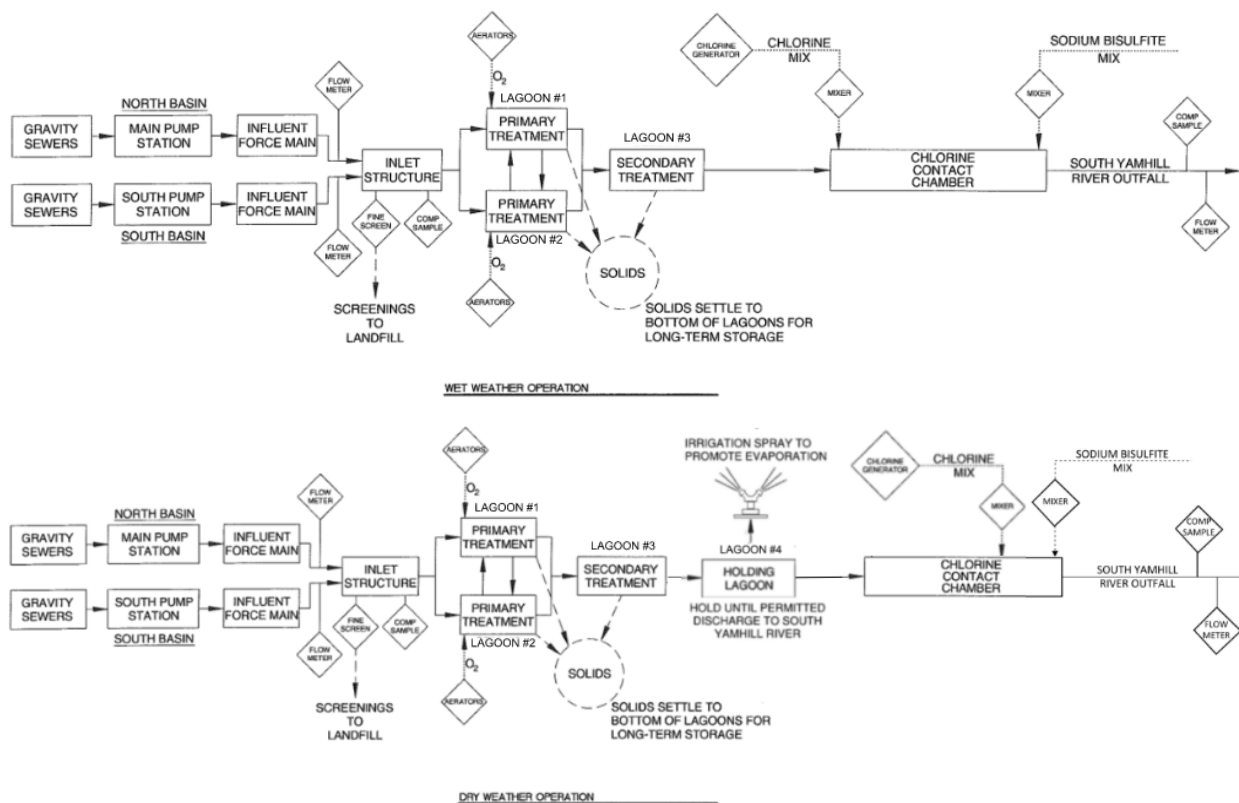 AERATORS
O2
FLOW
METER
NORTH BASIN
GRAVITY
SEWERS
MAIN PUMP
STATION
INFLUENT
FORCE MAIN
INLET
STRUCTURE
GRAVITY
SEWERS
SOUTH PUMP
STATION
INFLUENT
FORCE MAIN
SOUTH BASIN
FLOW
METER
FINE
SCREEN
COMP
SAMPLE
SCREENINGS
TO
LANDFILL
LAGOON #1
PRIMARY
TREATMENT
PRIMARY
TREATMENT
LAGOON #2
O2
AERATORS
LAGOON #3
SECONDARY
TREATMENT
SOLIDS
SOLIDS SETTLE TO
BOTTOM OF LAGOONS FOR
LONG-TERM STORAGE
CHLORINE
GENERATOR
CHLORINE
MIX
MIXER
SODIUM BISULFITE
MIX
MIXER
CHLORINE
CONTACT
CHAMBER
COMP
SAMPLE
SOUTH YAMHILL
RIVER OUTFALL
FLOW
METER
WET WEATHER OPERATION
AERATORS
O2
FLOW
METER
NORTH BASIN
GRAVITY
SEWERS
MAIN PUMP
STATION
INFLUENT
FORCE MAIN
INLET
STRUCTURE
GRAVITY
SEWERS
SOUTH PUMP
STATION
INFLUENT
FORCE MAIN
SOUTH BASIN
FLOW
METER
FINE
SCREEN
COMP
SAMPLE
SCREENINGS
TO
LANDFILL
LAGOON #1
PRIMARY
TREATMENT
PRIMARY
TREATMENT
LAGOON #2
O2
AERATORS
LAGOON #3
SECONDARY
TREATMENT
SOLIDS
SOLIDS SETTLE TO
BOTTOM OF LAGOONS FOR
LONG-TERM STORAGE
IRRIGATION SPRAY TO
PROMOTE EVAPORATION
LAGOON #4
HOLDING
LAGOON
HOLD UNTIL PERMITTED
DISCHARGE TO SOUTH
YAMHILL RIVER
CHLORINE
GENERATOR
CHLORINE
MIX
MIXER
SODIUM BISULFITE
MIX
MIXER
CHLORINE
CONTACT
CHAMBER
COMP
SAMPLE
SOUTH YAMHILL
RIVER OUTFALL
FLOW
METER
DRY WEATHER OPERATION